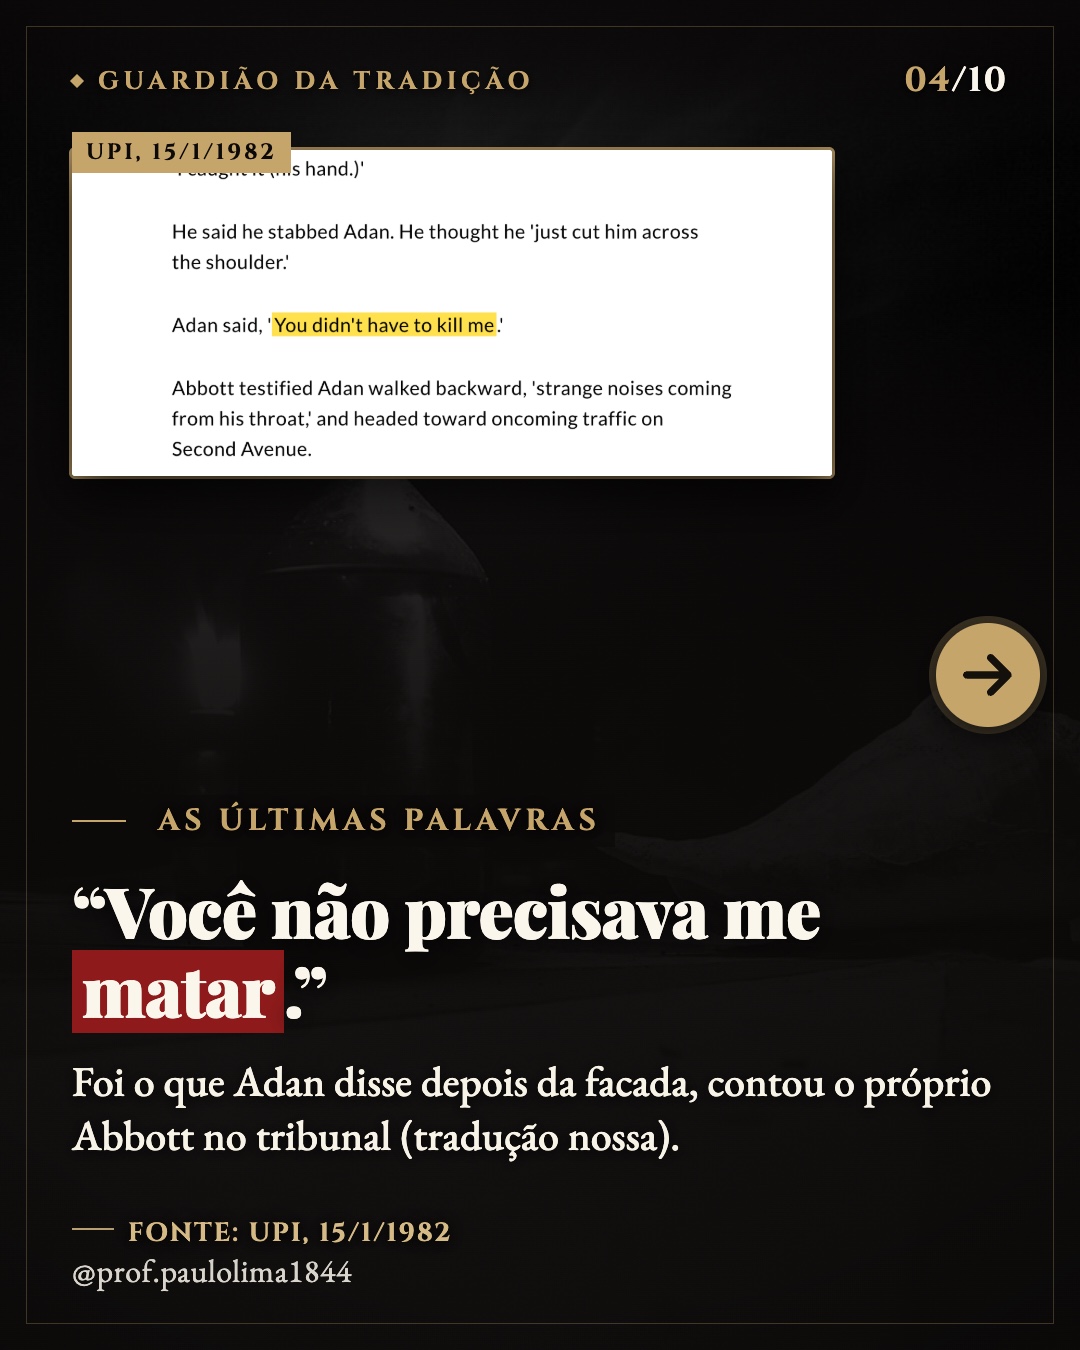 GUARDIÃO DA TRADIÇÃO
04/10
UPI, 15/1/1982
his hand.)'
He said he stabbed Adan. He thought he 'just cut him across
the shoulder.'
Adan said, 'You didn't have to kill me.'
Abbott testified Adan walked backward, 'strange noises coming
from his throat,' and headed toward oncoming traffic on
Second Avenue.
AS ÚLTIMAS PALAVRAS
“Você não precisava me
matar.”
Foi o que Adan disse depois da facada, contou o próprio
Abbott no tribunal (tradução nossa).
FONTE: UPI, 15/1/1982
@prof.paulolima1844